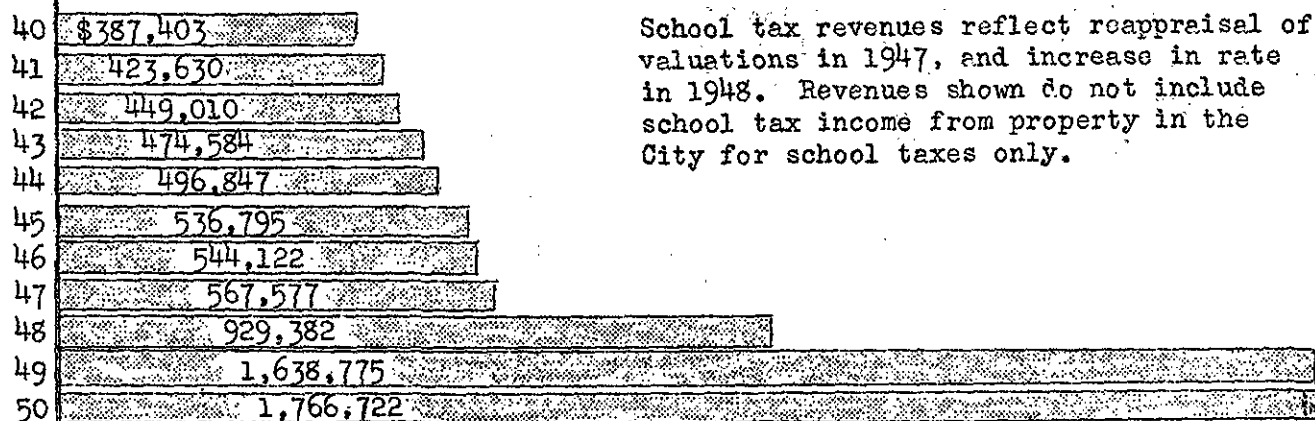 40 $387,403
41 423,630
42 449,010
43 474,584
44 496,847
45 536,795
46 544,122
47 567,577
48 929,382
49 1,638,775
50 1,766,722
School tax revenues reflect reappraisal of
valuations in 1947, and increase in rate
in 1948. Revenues shown do not include
school tax income from property in the
City for school taxes only.